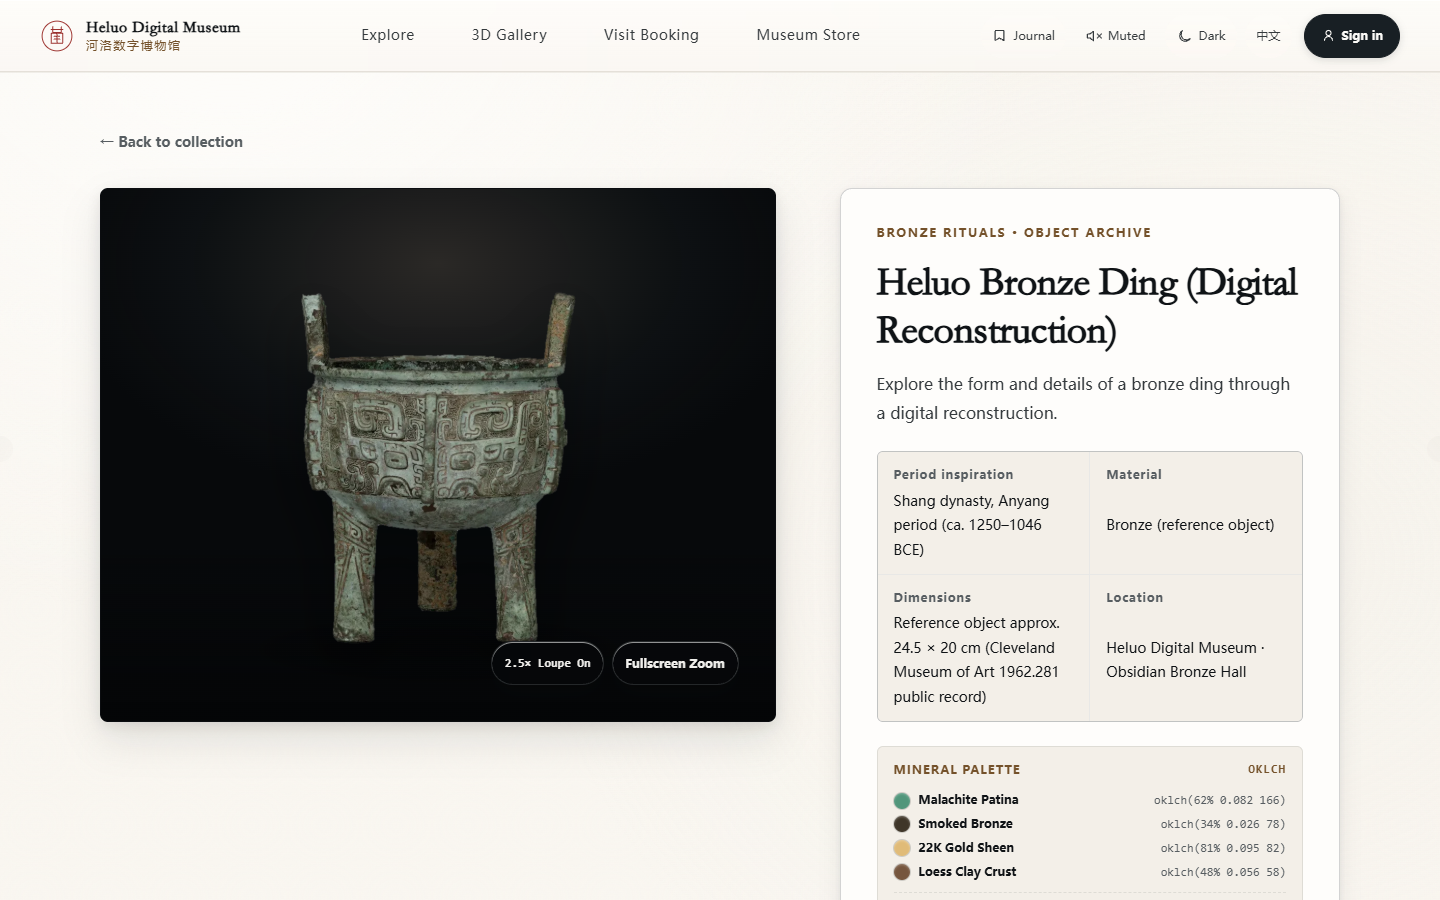 Heluo Digital Museum
河洛数字博物馆
Explore
3D Gallery
Visit Booking
Museum Store
Journal
Muted
Dark
中文
Sign in
← Back to collection
2.5× Loupe On
Fullscreen Zoom
BRONZE RITUALS • OBJECT ARCHIVE
Heluo Bronze Ding (Digital
Reconstruction)
Explore the form and details of a bronze ding through
a digital reconstruction.
Period inspiration
Shang dynasty, Anyang
period (ca. 1250–1046
BCE)
Material
Bronze (reference object)
Dimensions
Reference object approx.
24.5 × 20 cm (Cleveland
Museum of Art 1962.281
public record)
Location
Heluo Digital Museum ·
Obsidian Bronze Hall
MINERAL PALETTE
OKLCH
Malachite Patina
oklch(62% 0.082 166)
Smoked Bronze
oklch(34% 0.026 78)
22K Gold Sheen
oklch(81% 0.095 82)
Loess Clay Crust
oklch(48% 0.056 58)